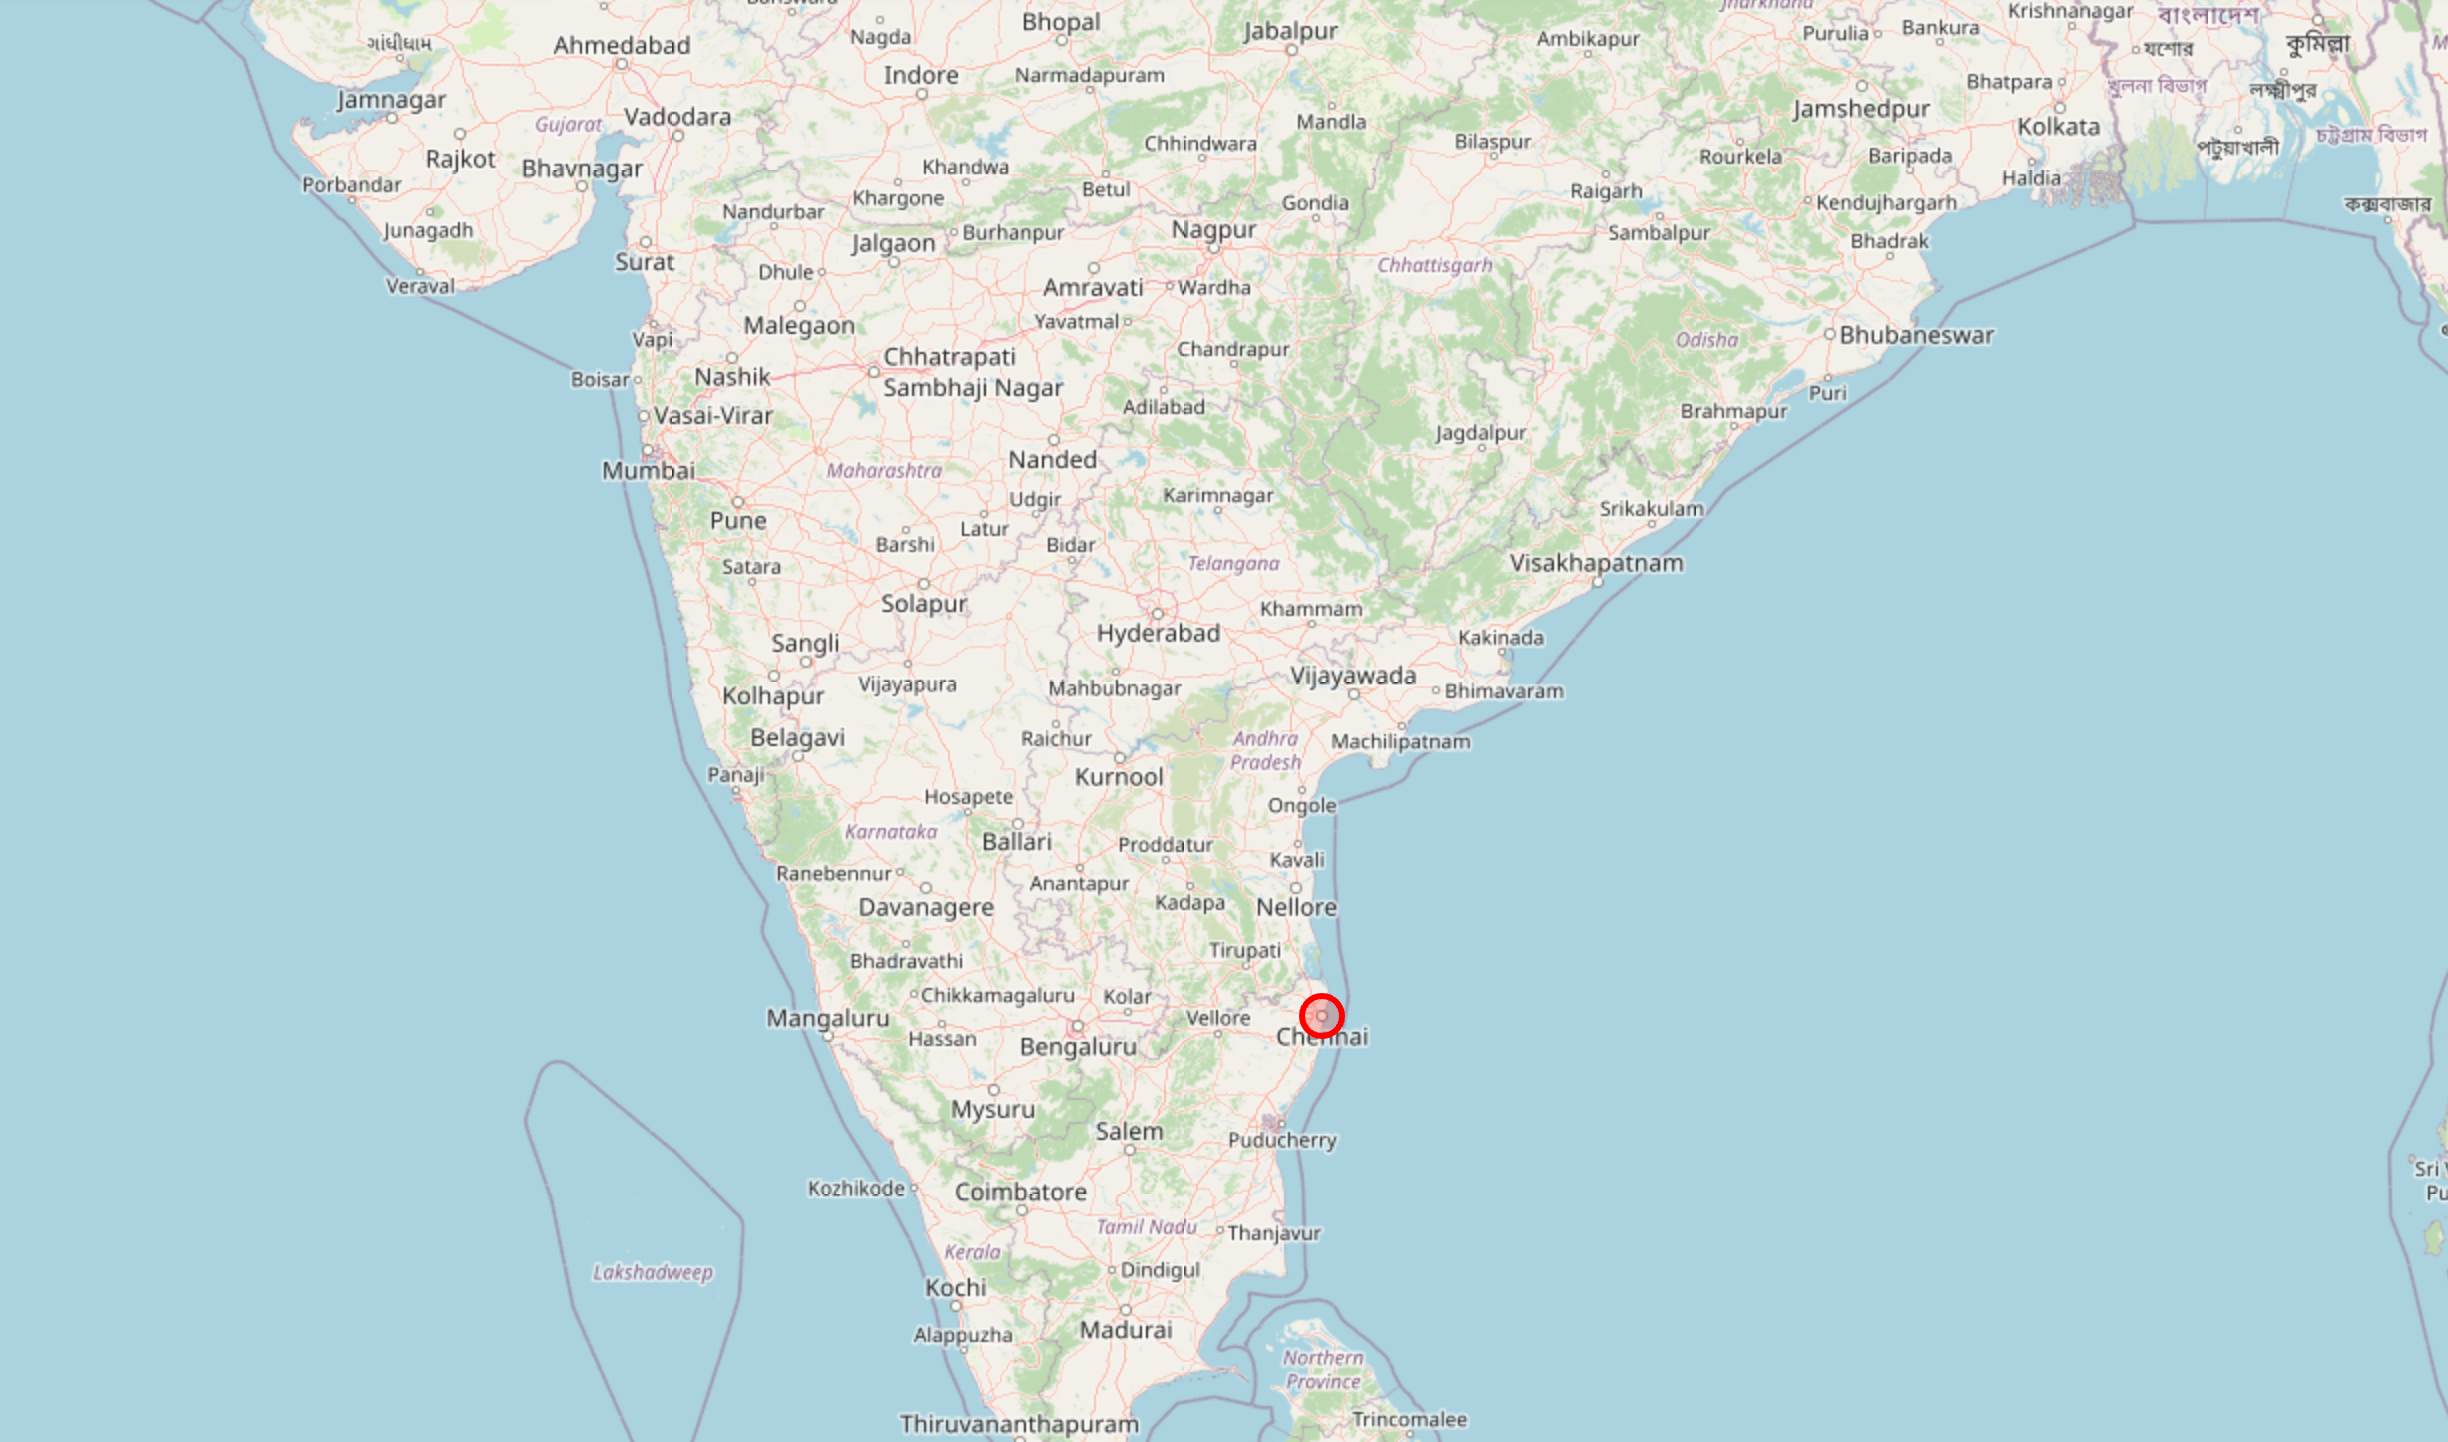 Banswara
Jharkhand
Krishnanagar
বাংলাদেশ
Nagda
Bhopal
Jabalpur
Ambikapur
Purulia
Bankura
যশোর
কুমিল্লা
ગાંધીધામ
Ahmedabad
Indore
Narmadapuram
Bhatpara
খুলনা বিভাগ
লক্ষ্মীপুর
Jamnagar
Gujarat
Vadodara
Mandla
Jamshedpur
Kolkata
চট্টগ্রাম বিভাগ
Rajkot
Bhavnagar
Khandwa
Chhindwara
Bilaspur
Rourkela
Baripada
পটুয়াখালী
Porbandar
Khargone
Betul
Raigarh
Haldia
Junagadh
Nandurbar
Burhanpur
Gondia
Kendujhargarh
কক্সবাজার
Surat
Jalgaon
Nagpur
Sambalpur
Bhadrak
Veraval
Dhule
Amravati
Wardha
Chhattisgarh
Malegaon
Yavatmal
Vapi
Chandrapur
Odisha
Bhubaneswar
Boisar
Nashik
Chhatrapati
Sambhaji Nagar
Puri
Vasai-Virar
Adilabad
Brahmapur
Mumbai
Maharashtra
Nanded
Jagdalpur
Pune
Udgir
Karimnagar
Srikakulam
Barshi
Latur
Bidar
Satara
Telangana
Visakhapatnam
Solapur
Hyderabad
Khammam
Sangli
Kakinada
Kolhapur
Vijayapura
Mahbubnagar
Vijayawada
Bhimavaram
Belagavi
Raichur
Andhra
Pradesh
Machilipatnam
Panaji
Kurnool
Hosapete
Ongole
Karnataka
Ballari
Proddatur
Kavali
Ranebennur
Anantapur
Davanagere
Kadapa
Nellore
Bhadravathi
Tirupati
Chikkamagaluru
Kolar
Mangaluru
Hassan
Bengaluru
Vellore
Chennai
Mysuru
Salem
Puducherry
Kozhikode
Coimbatore
Sri
Pu
Tamil Nadu
Thanjavur
Kerala
Lakshadweep
Dindigul
Kochi
Alappuzha
Madurai
Northern
Province
Thiruvananthapuram
Trincomalee